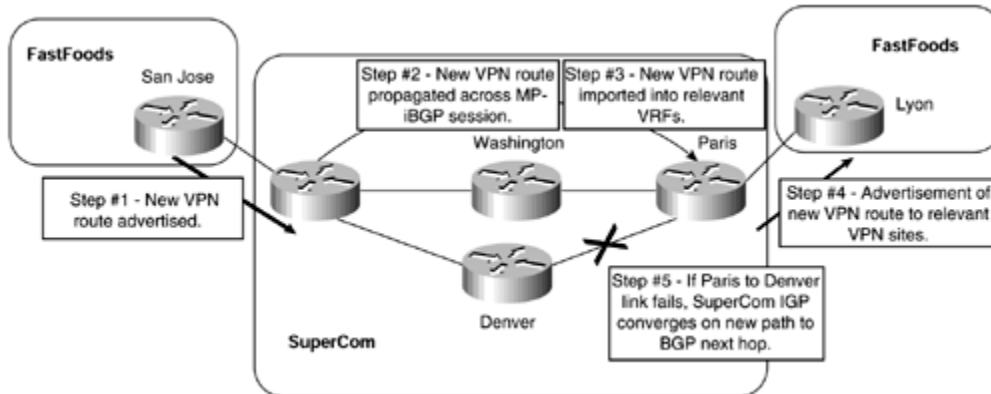 FastFoods
San Jose
Step #1 - New VPN
route advertised.
Step #2 - New VPN route
propagated across MP-
iBGP session.
Step #3 - New VPN route
imported into relevant
VRFs.
Washington
Paris
Denver
SuperCom
FastFoods
Lyon
Step #4 - Advertisement of
new VPN route to relevant
VPN sites.
Step #5 - If Paris to Denver
link fails, SuperCom IGP
converges on new path to
BGP next hop.